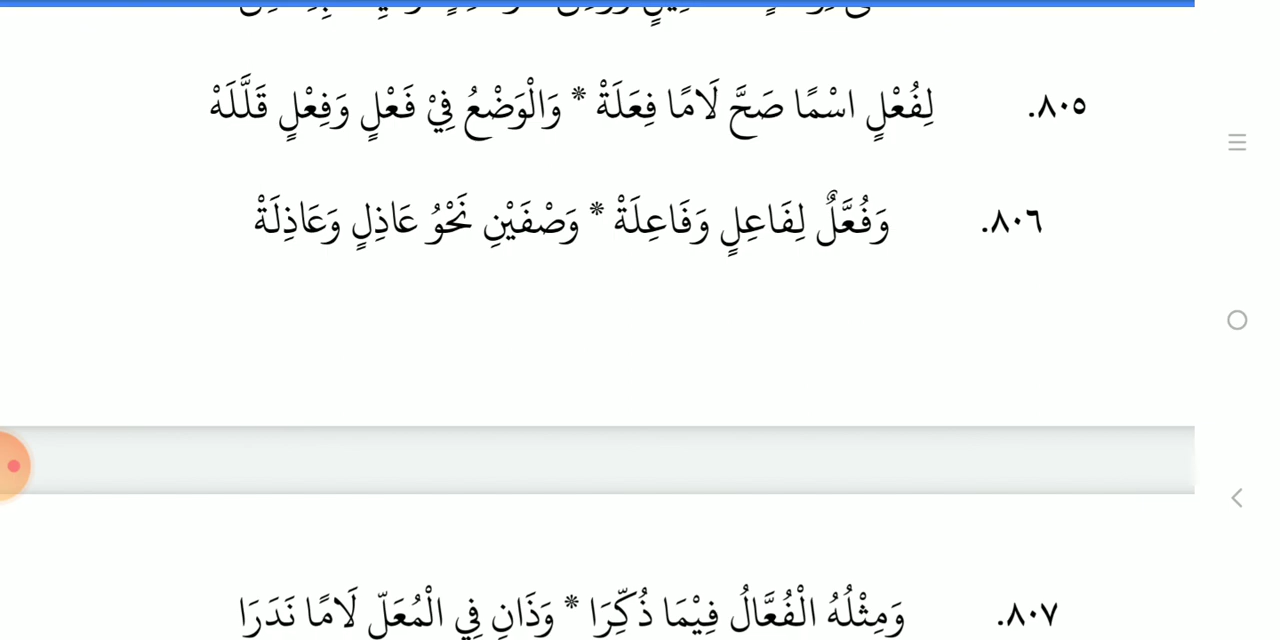 ٨٠٥. لِفُعْلٍ اسْمًا صَحَّ لَامًا فِعَلَةْ * وَالْوَضْعُ فِيْ فَعْلٍ وَفِعْلٍ قَلَّلَهْ
٨٠٦. وَفُعَّلٌ لِفَاعِلٍ وَفَاعِلَةْ * وَصْفَيْنِ نَحْوُ عَاذِلٍ وَعَاذِلَةْ
٨٠٧. وَمِثْلُهُ الْفُعَّالُ فِيْمَا ذُكِّرَا * وَذَانِ فِي الْمُعَلِّ لَامًا نَدَرَا